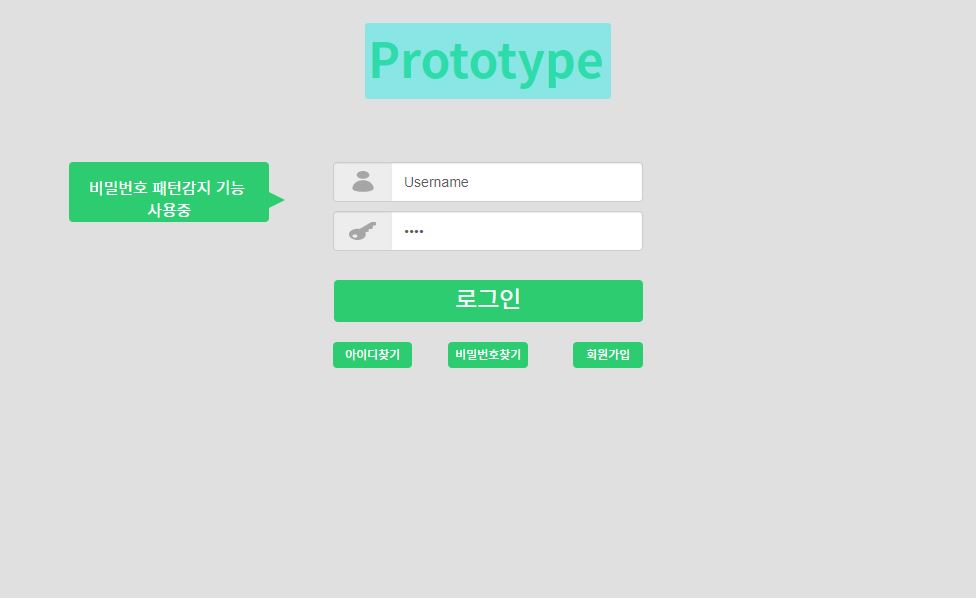 Prototype
비밀번호 패턴감지 기능
사용중
Username
••••
로그인
아이디찾기
비밀번호찾기
회원가입